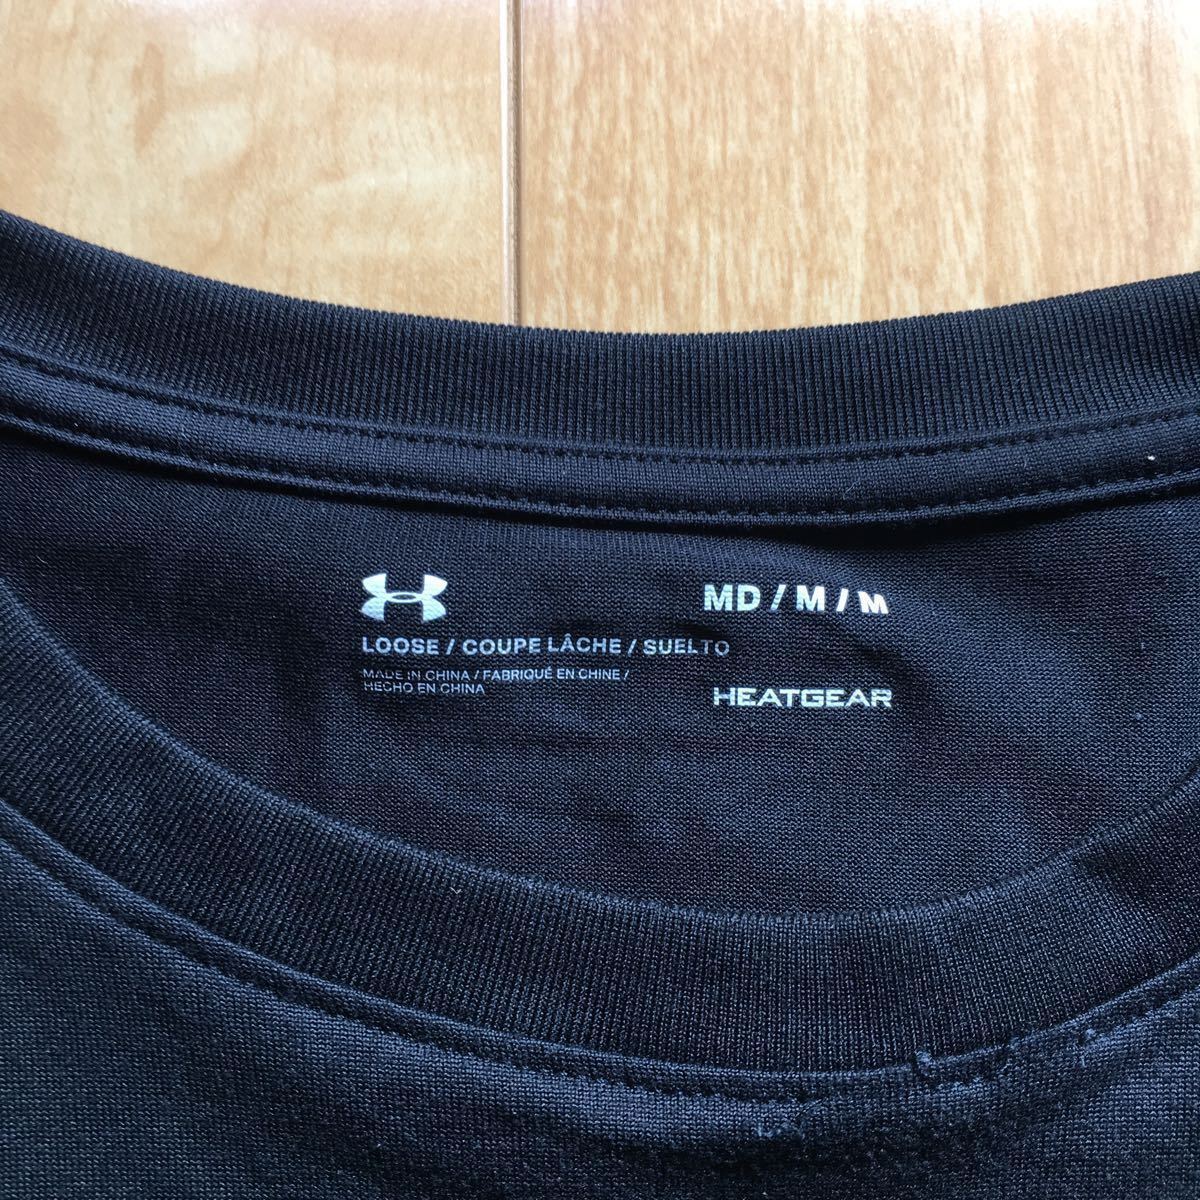 MD / M / M
LOOSE / COUPE LÂCHE / SUELTO
MADE IN CHINA / FABRIQUÉ EN CHINE /
HECHO EN CHINA
HEATGEAR